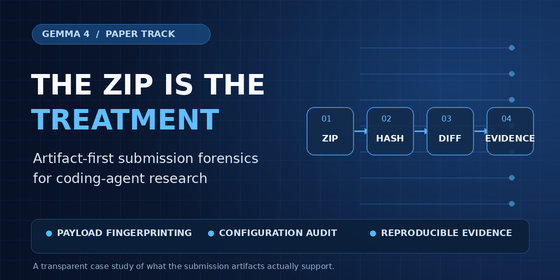 GEMMA 4 / PAPER TRACK
THE ZIP IS THE
TREATMENT
Artifact-first submission forensics
for coding-agent research
01
ZIP
02
HASH
03
DIFF
04
EVIDENCE
PAYLOAD FINGERPRINTING
CONFIGURATION AUDIT
REPRODUCIBLE EVIDENCE
A transparent case study of what the submission artifacts actually support.